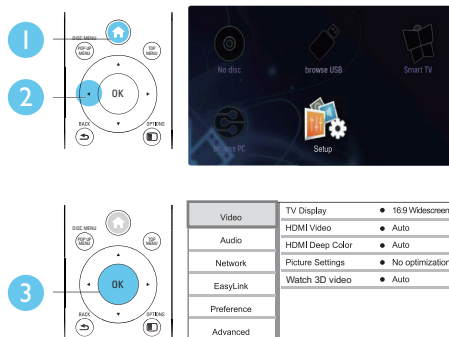 1
DISC MENU
POP-UP MENU
TOP MENU
2
OK
BACK
OPTIONS
No disc
browse USB
Smart TV
browse PC
Setup
DISC MENU
POP-UP MENU
TOP MENU
3
OK
BACK
OPTIONS
Video
Audio
Network
EasyLink
Preference
Advanced
TV Display ● 16:9 Widescreen
HDMI Video ● Auto
HDMI Deep Color ● Auto
Picture Settings ● No optimization
Watch 3D video ● Auto